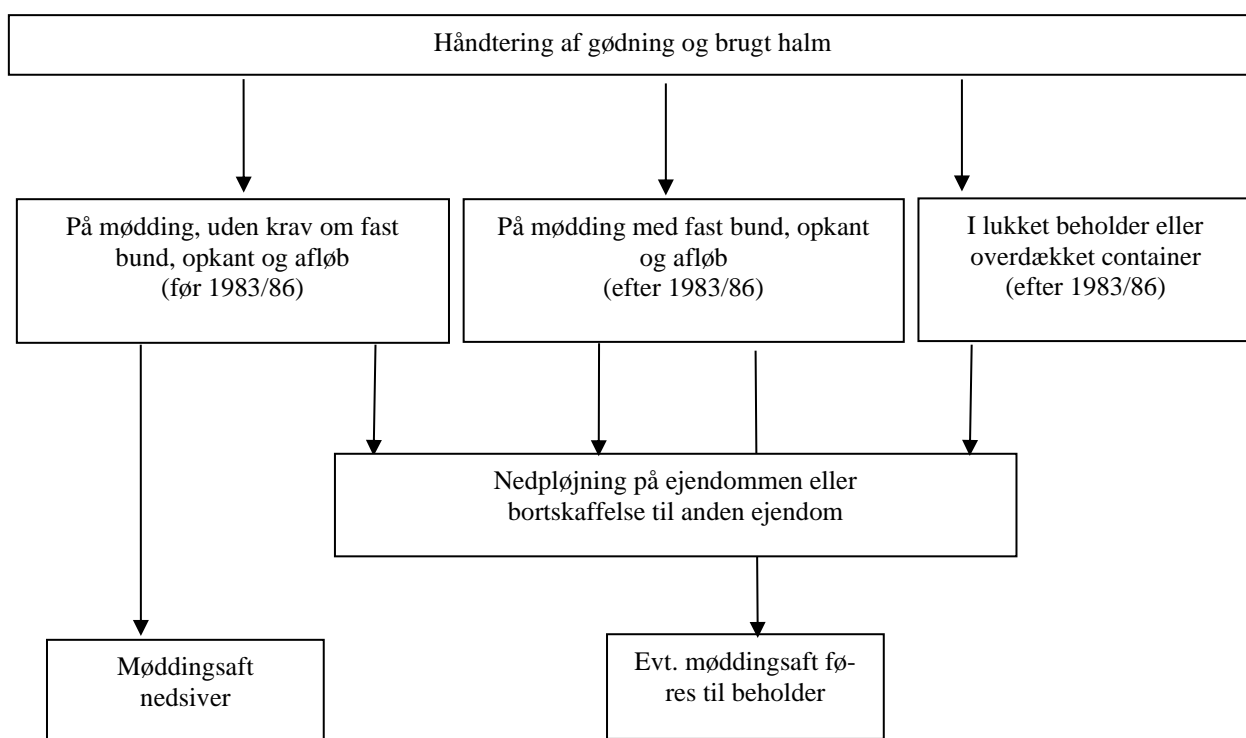 Håndtering af gødning og brugt halm
På mødding, uden krav om fast
bund, opkant og afløb
(før 1983/86)
På mødding med fast bund, opkant
og afløb
(efter 1983/86)
I lukket beholder eller
overdækket container
(efter 1983/86)
Nedpløjning på ejendommen eller
bortskaffelse til anden ejendom
Møddingsaft
nedsiver
Evt. møddingsaft fø-
res til beholder